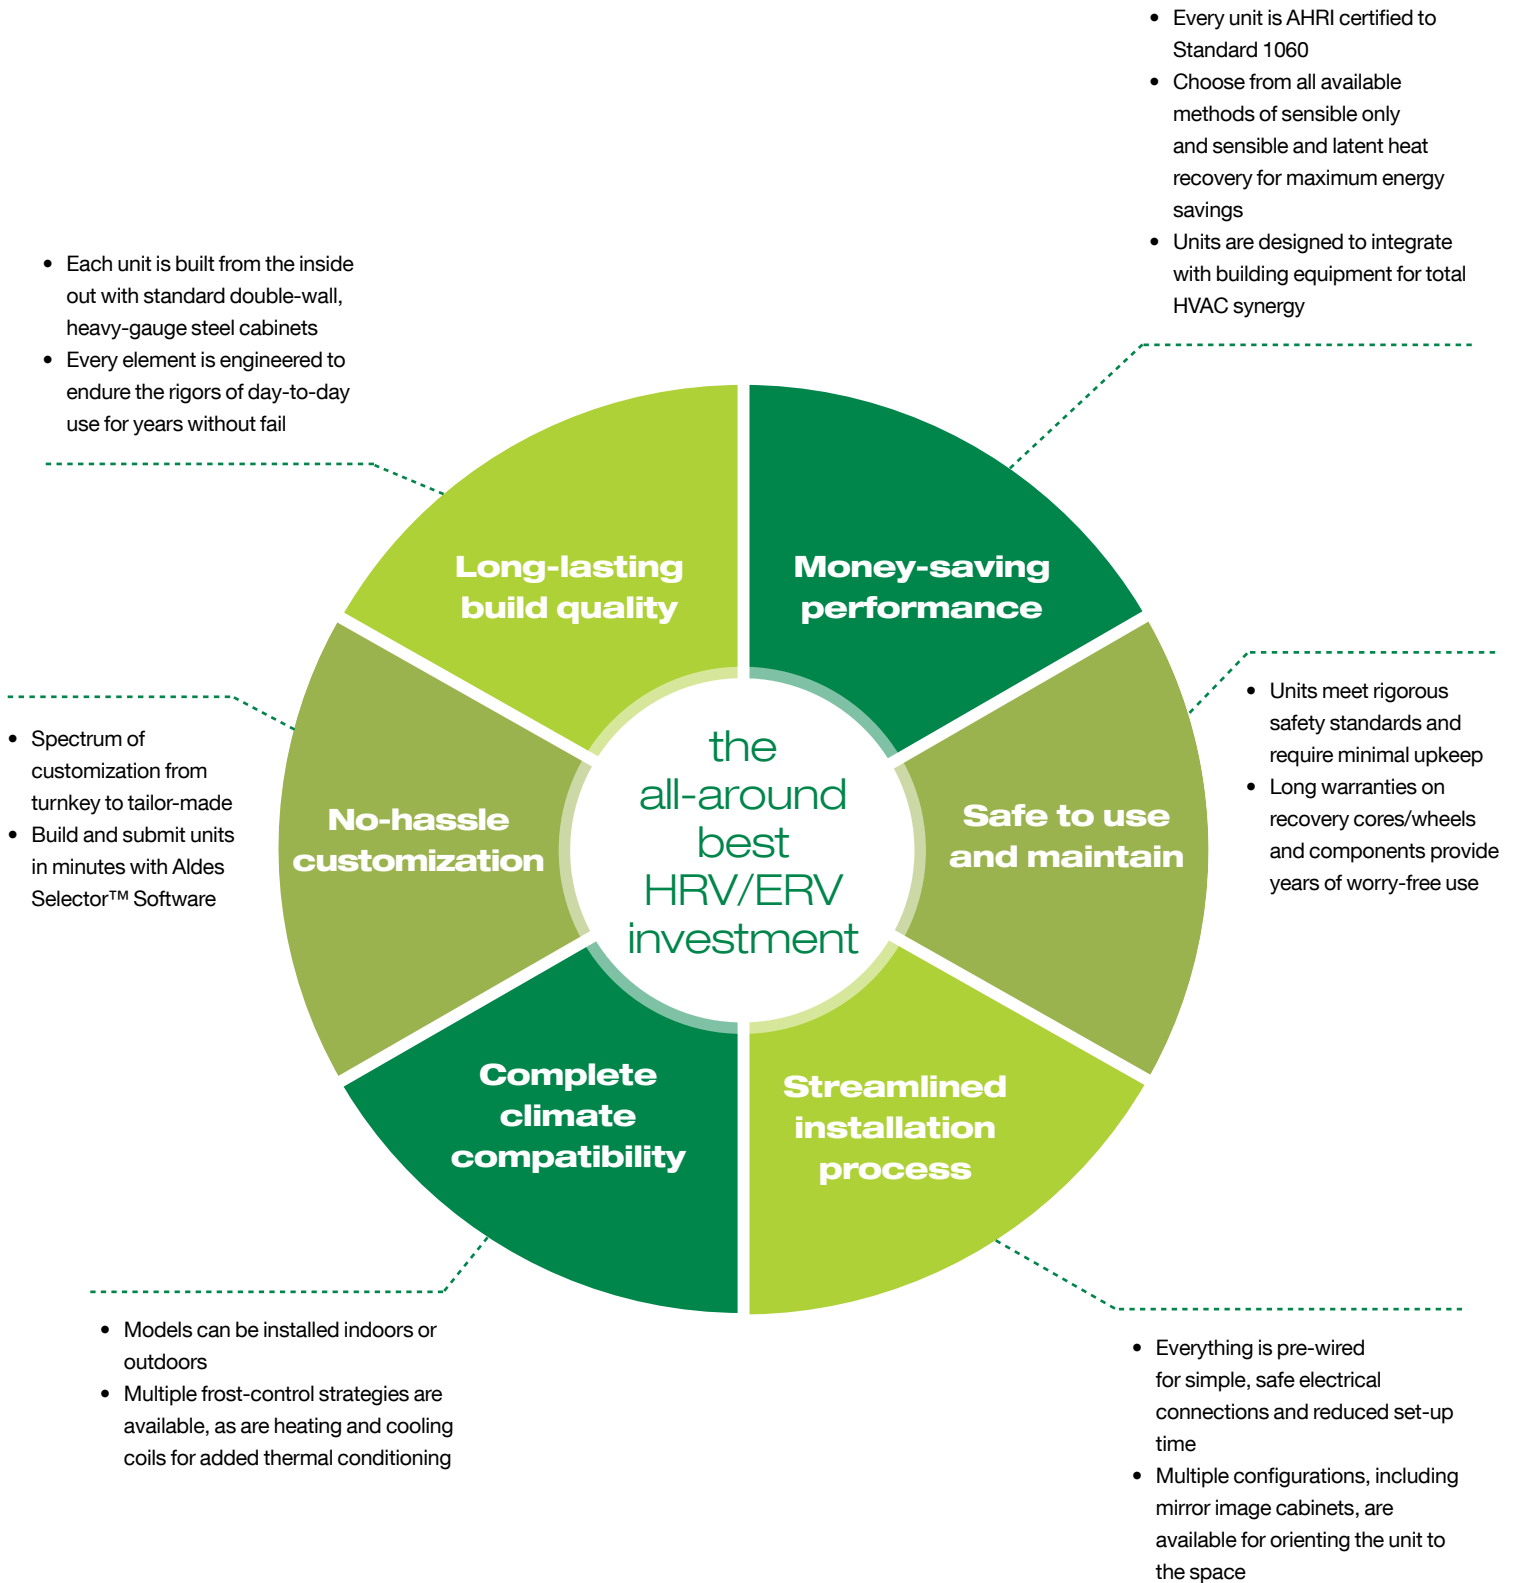 • Every unit is AHRI certified to
Standard 1060
• Choose from all available
methods of sensible only
and sensible and latent heat
recovery for maximum energy
savings
• Units are designed to integrate
with building equipment for total
HVAC synergy
• Each unit is built from the inside
out with standard double-wall,
heavy-gauge steel cabinets
• Every element is engineered to
endure the rigors of day-to-day
use for years without fail
Long-lasting
build quality
Money-saving
performance
• Units meet rigorous
safety standards and
require minimal upkeep
• Long warranties on
recovery cores/wheels
and components provide
years of worry-free use
• Spectrum of
customization from
turnkey to tailor-made
• Build and submit units
in minutes with Aldes
Selector™ Software
No-hassle
customization
the
all-around
best
HRV/ERV
investment
Safe to use
and maintain
Complete
climate
compatibility
Streamlined
installation
process
• Models can be installed indoors or
outdoors
• Multiple frost-control strategies are
available, as are heating and cooling
coils for added thermal conditioning
• Everything is pre-wired
for simple, safe electrical
connections and reduced set-up
time
• Multiple configurations, including
mirror image cabinets, are
available for orienting the unit to
the space